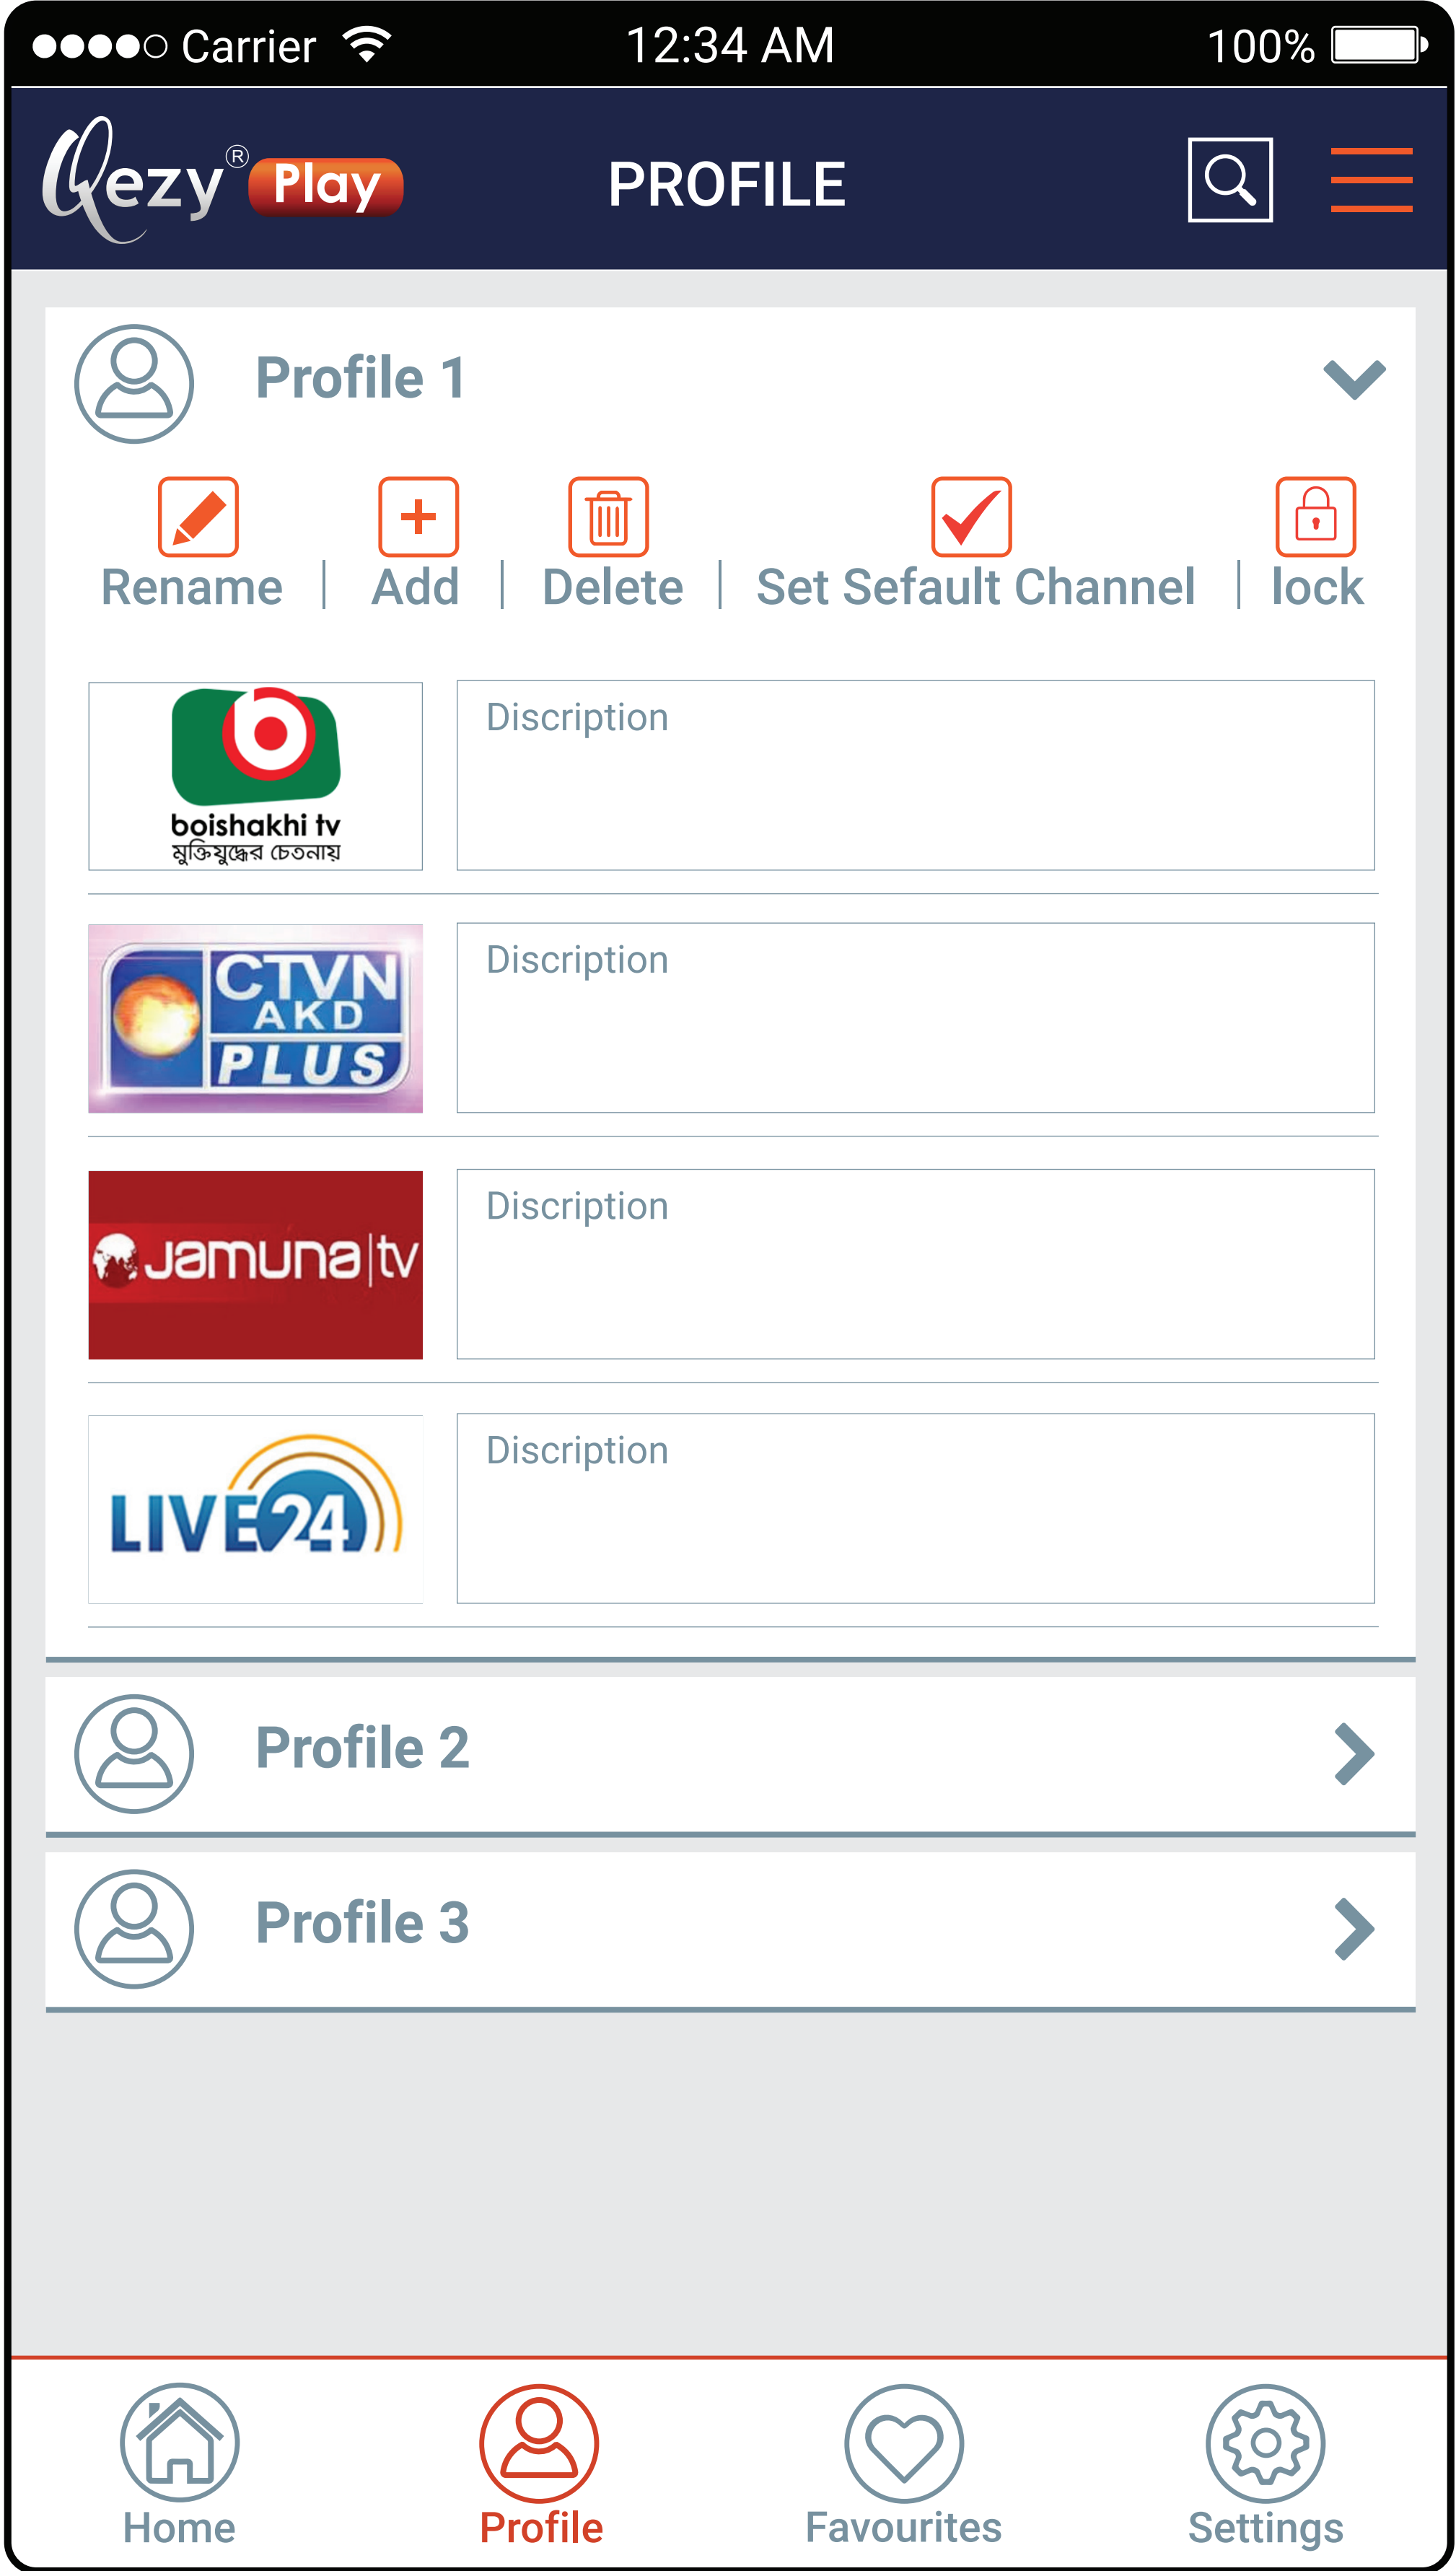 Carrier 12:34 AM 100%
Qezy® Play PROFILE
Profile 1
Rename | Add | Delete | Set Sefault Channel | lock
boishakhi tv
মুক্তিযুদ্ধের চেতনায়
Discription
CTVN
AKD
PLUS
Discription
Jamuna|tv
Discription
LIVE24
Discription
Profile 2
Profile 3
Home Profile Favourites Settings